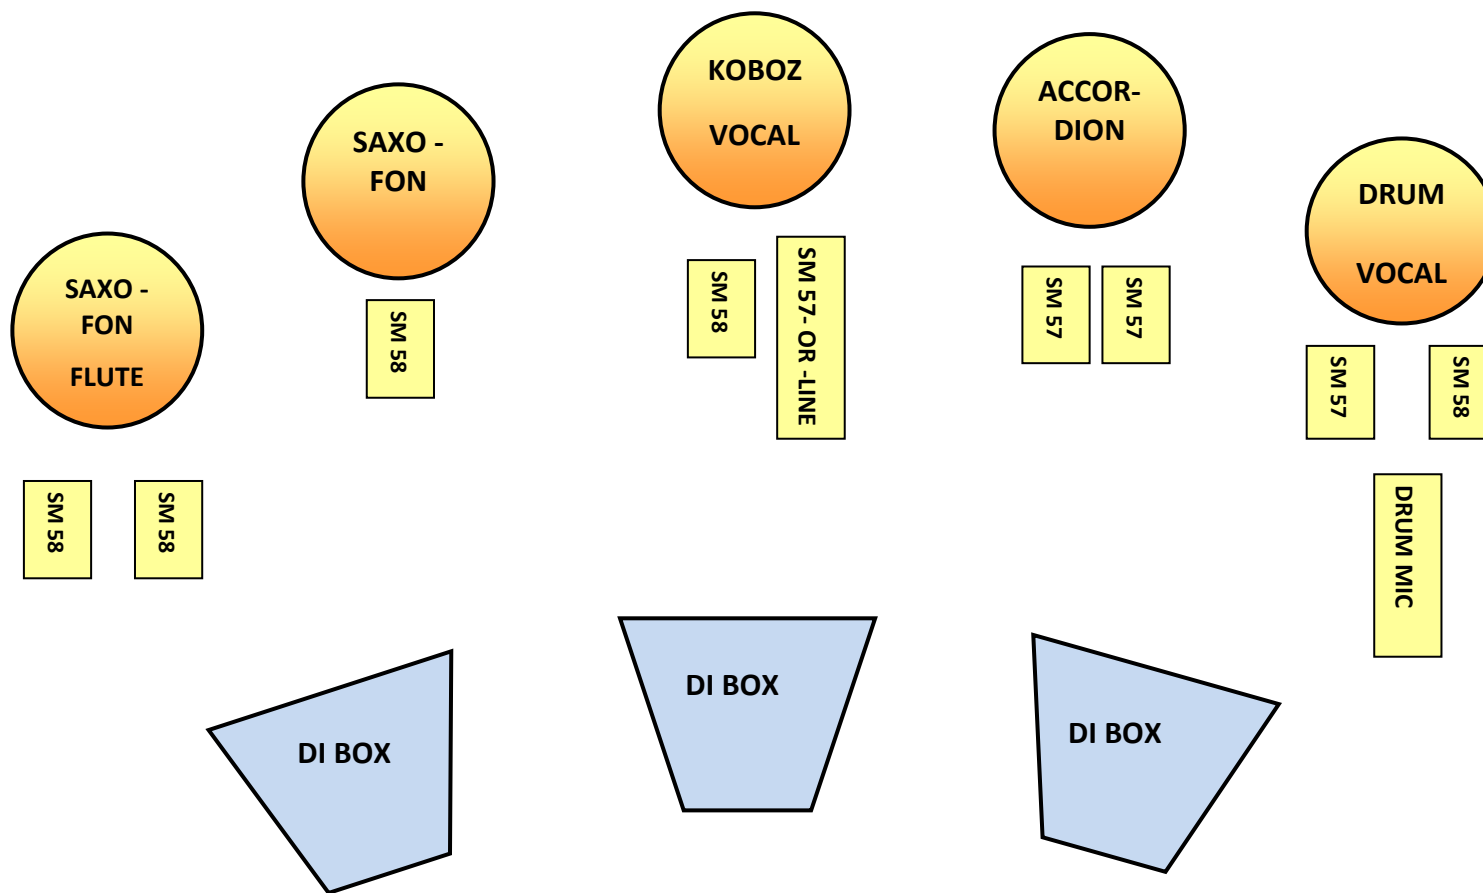 SAXO -
FON
FLUTE
SM 58
SM 58
SAXO -
FON
SM 58
KOBOZ
VOCAL
SM 58
SM 57- OR -LINE
ACCOR-
DION
SM 57
SM 57
DRUM
VOCAL
SM 57
SM 58
DRUM MIC
DI BOX
DI BOX
DI BOX